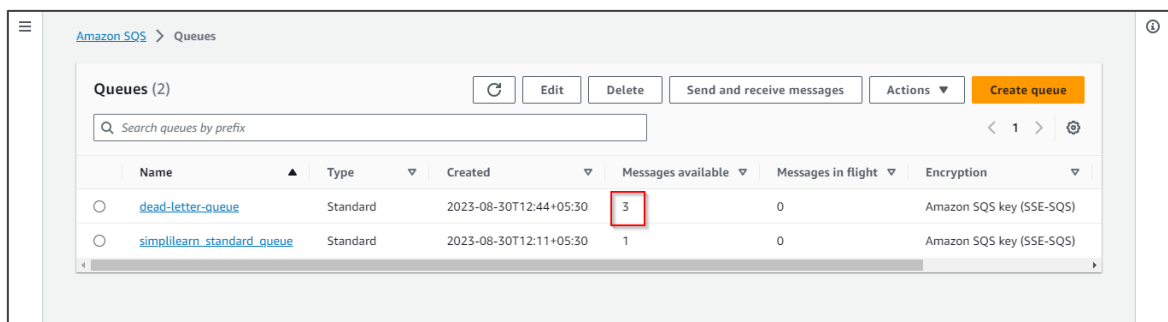 Amazon SQS > Queues
Queues (2) Edit Delete Send and receive messages Actions Create queue
Search queues by prefix 1
Name Type Created Messages available Messages in flight Encryption
dead-letter-queue Standard 2023-08-30T12:44+05:30 3 0 Amazon SQS key (SSE-SQS)
simplilearn_standard_queue Standard 2023-08-30T12:11+05:30 1 0 Amazon SQS key (SSE-SQS)